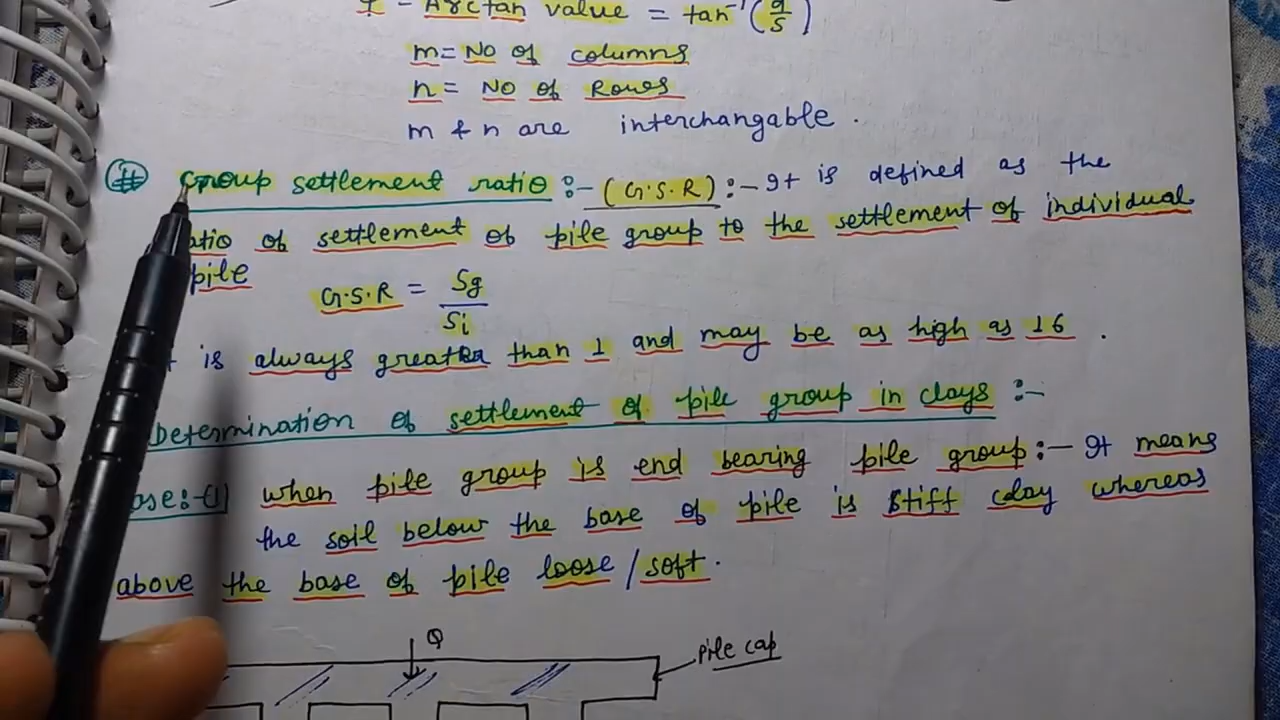 φ - Arctan value = tan⁻¹(d/s)
m = No of columns
n = No of Rows
m & n are interchangable.
Group settlement ratio :- (G.S.R) :- It is defined as the
ratio of settlement of pile group to the settlement of individual
pile
G.S.R = Sg/Si
is always greater than 1 and may be as high as 16.
Determination of settlement of pile group in clays :-
Case:-(1) when pile group is end bearing pile group :- It means
the soil below the base of pile is stiff clay whereas
above the base of pile loose/soft.
Q
pile cap